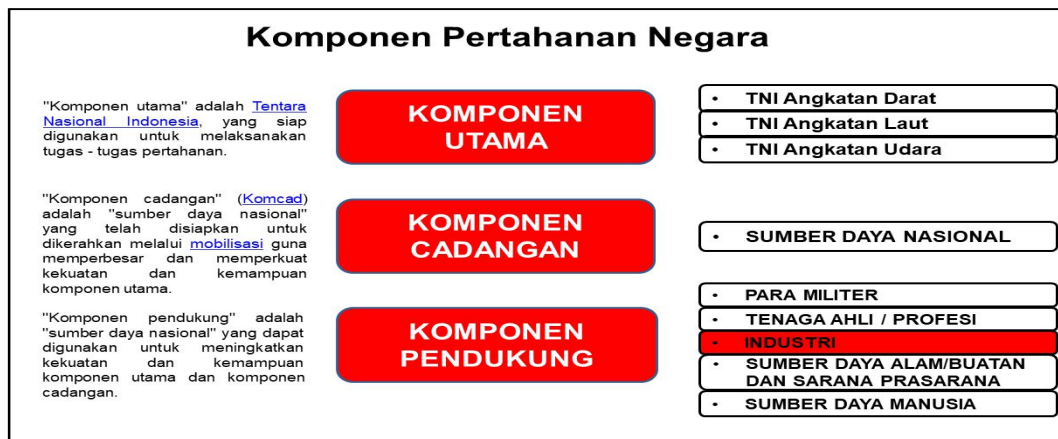 Komponen Pertahanan Negara
"Komponen utama" adalah Tentara
Nasional Indonesia, yang siap
digunakan untuk melaksanakan
tugas - tugas pertahanan.
KOMPONEN
UTAMA
• TNI Angkatan Darat
• TNI Angkatan Laut
• TNI Angkatan Udara
"Komponen cadangan" (Komcad)
adalah "sumber daya nasional"
yang telah disiapkan untuk
dikerahkan melalui mobilisasi guna
memperbesar dan memperkuat
kekuatan dan kemampuan
komponen utama.
KOMPONEN
CADANGAN
• SUMBER DAYA NASIONAL
"Komponen pendukung" adalah
"sumber daya nasional" yang dapat
digunakan untuk meningkatkan
kekuatan dan kemampuan
komponen utama dan komponen
cadangan.
KOMPONEN
PENDUKUNG
• PARA MILITER
• TENAGA AHLI / PROFESI
• INDUSTRI
• SUMBER DAYA ALAM/BUATAN
DAN SARANA PRASARANA
• SUMBER DAYA MANUSIA